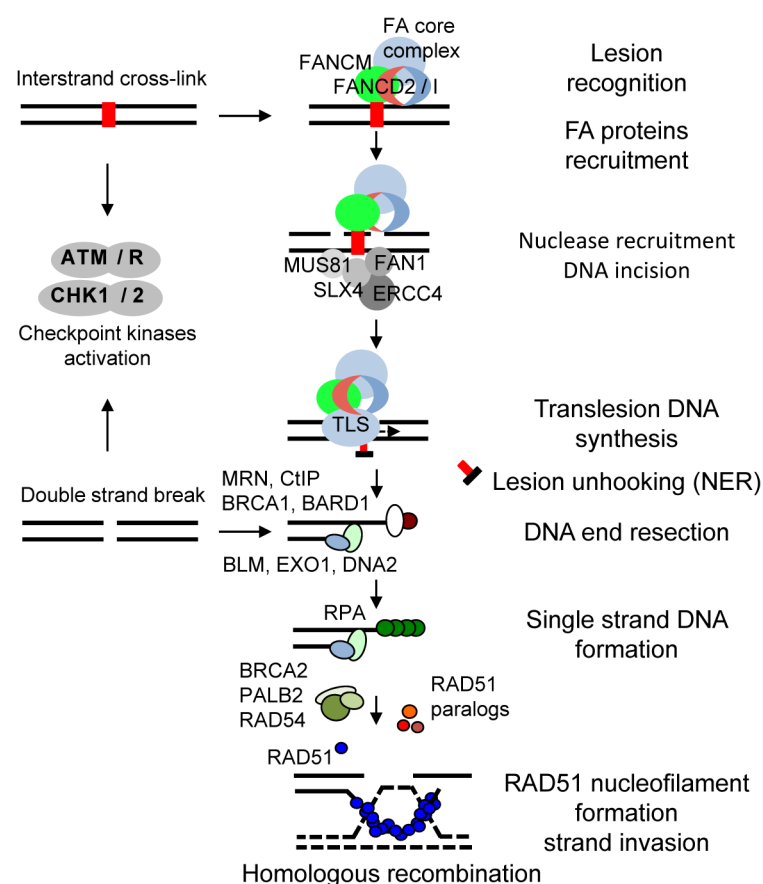 FA core
complex
Lesion
recognition
Interstrand cross-link
FANCM
FANCD2 / I
FA proteins
recruitment
ATM / R
CHK1 / 2
Checkpoint kinases
activation
MUS81
FAN1
SLX4
ERCC4
Nuclease recruitment
DNA incision
TLS
Translesion DNA
synthesis
Lesion unhooking (NER)
Double strand break
MRN, CtIP
BRCA1, BARD1
BLM, EXO1, DNA2
DNA end resection
RPA
Single strand DNA
formation
BRCA2
PALB2
RAD54
RAD51
paralogs
RAD51
RAD51 nucleofilament
formation
strand invasion
Homologous recombination